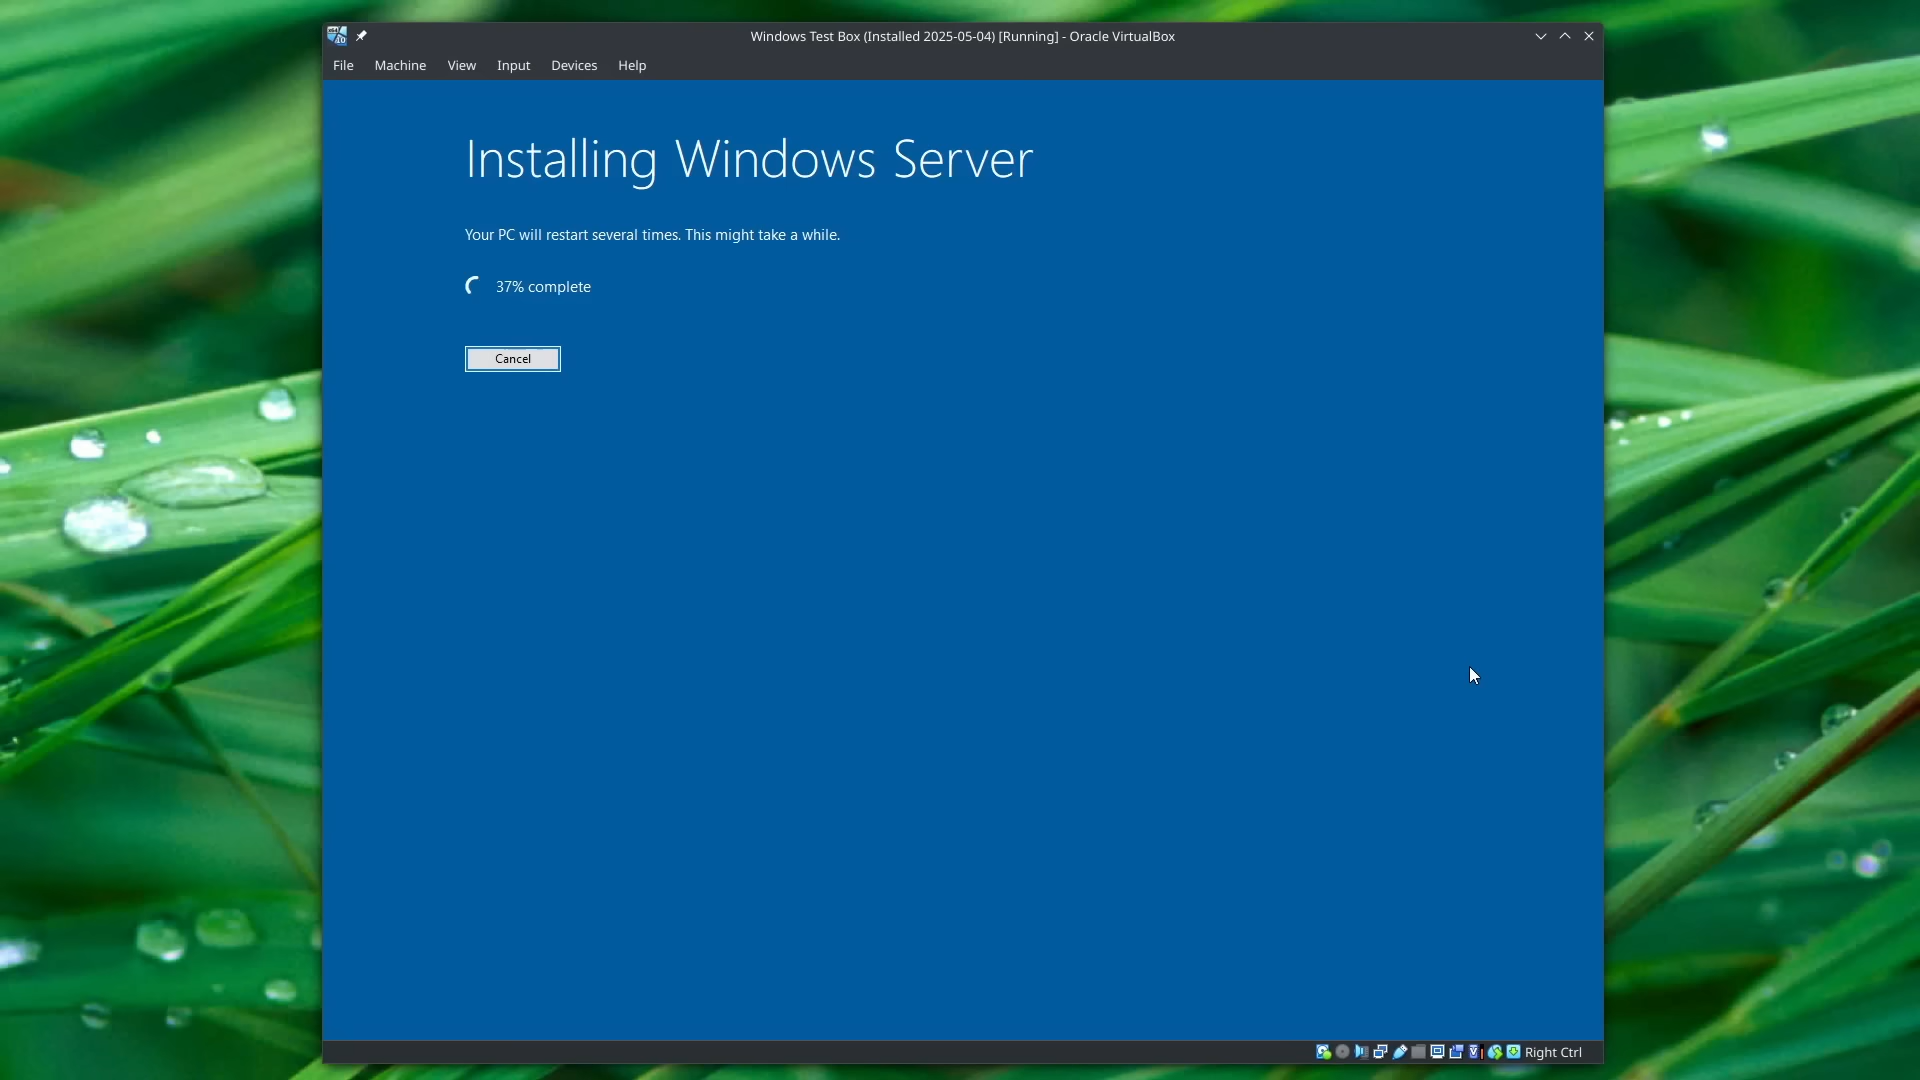 Windows Test Box (Installed 2025-05-04) [Running] - Oracle VirtualBox
File Machine View Input Devices Help
Installing Windows Server
Your PC will restart several times. This might take a while.
37% complete
Cancel
Right Ctrl